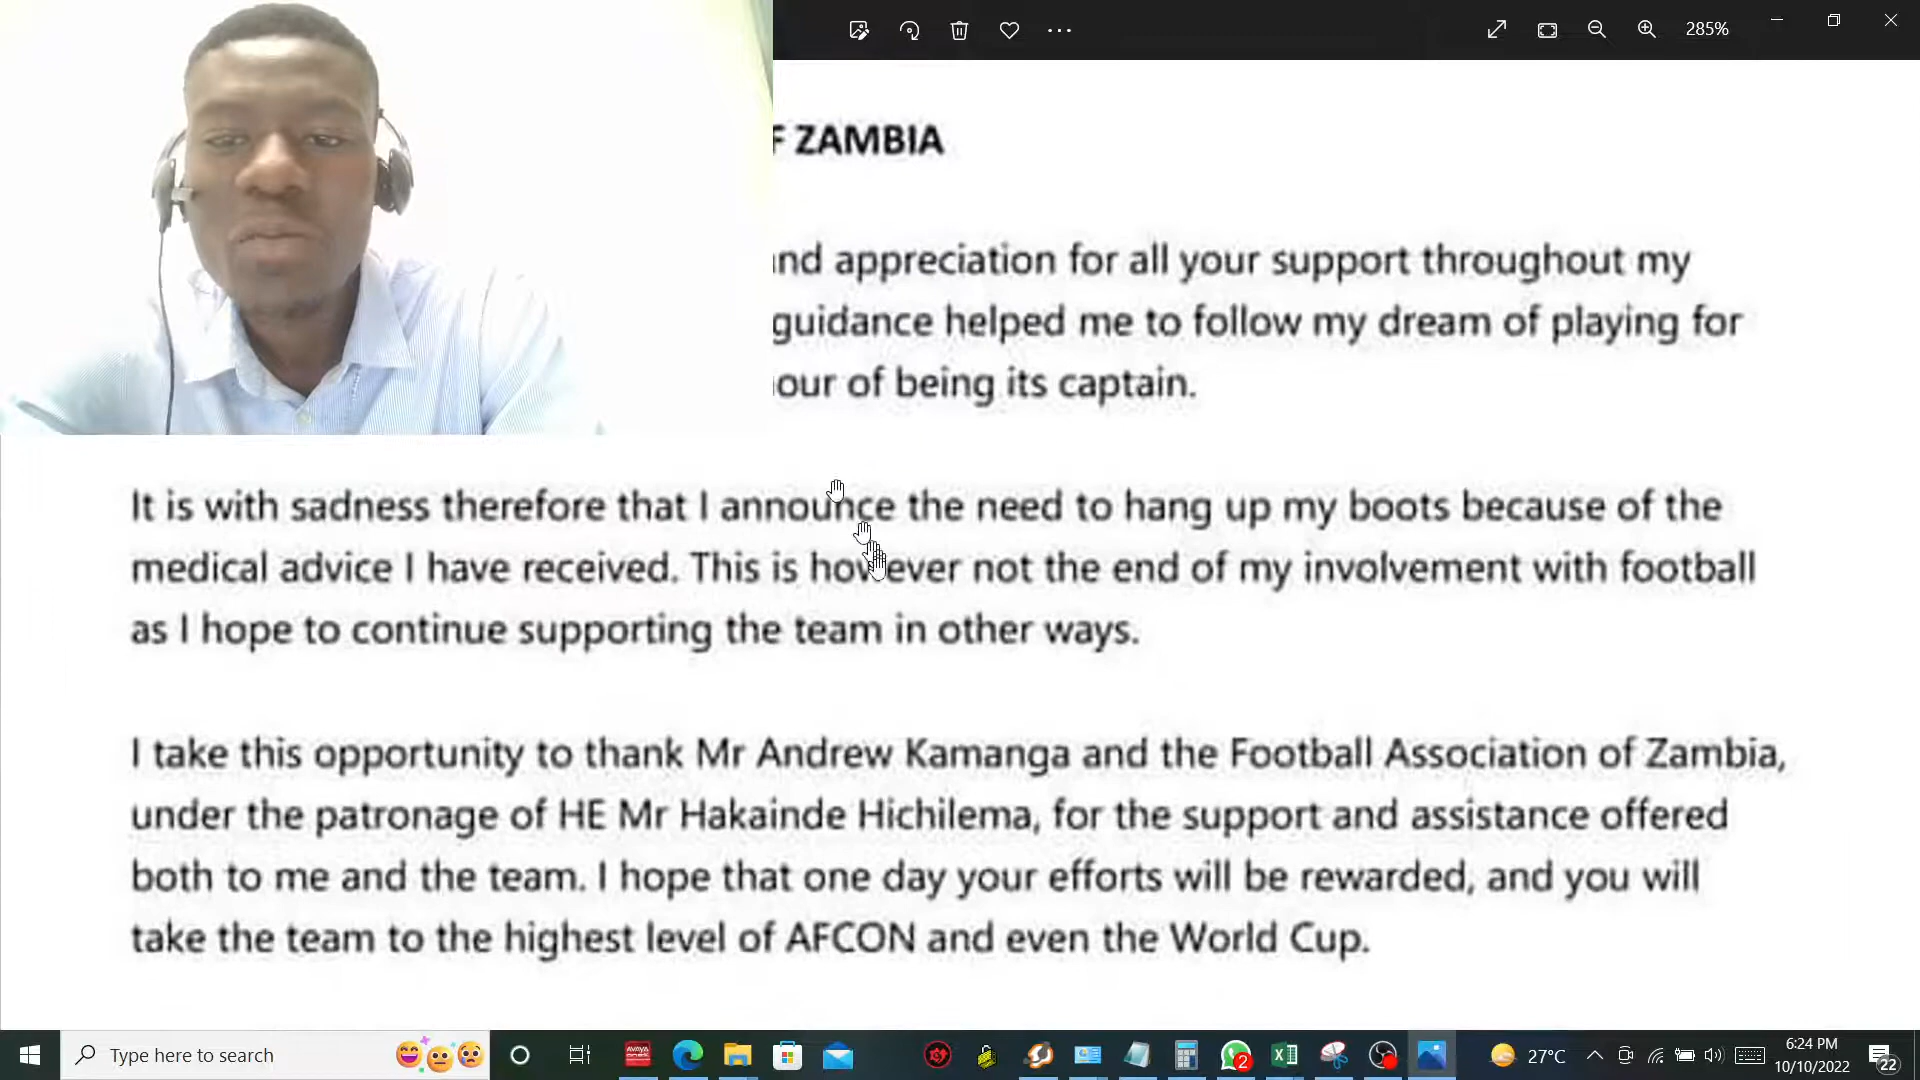 285%
F ZAMBIA
and appreciation for all your support throughout my
guidance helped me to follow my dream of playing for
our of being its captain.
It is with sadness therefore that I announce the need to hang up my boots because of the
medical advice I have received. This is however not the end of my involvement with football
as I hope to continue supporting the team in other ways.
I take this opportunity to thank Mr Andrew Kamanga and the Football Association of Zambia,
under the patronage of HE Mr Hakainde Hichilema, for the support and assistance offered
both to me and the team. I hope that one day your efforts will be rewarded, and you will
take the team to the highest level of AFCON and even the World Cup.
Type here to search
AVAYA
2
27°C
6:24 PM
10/10/2022
22